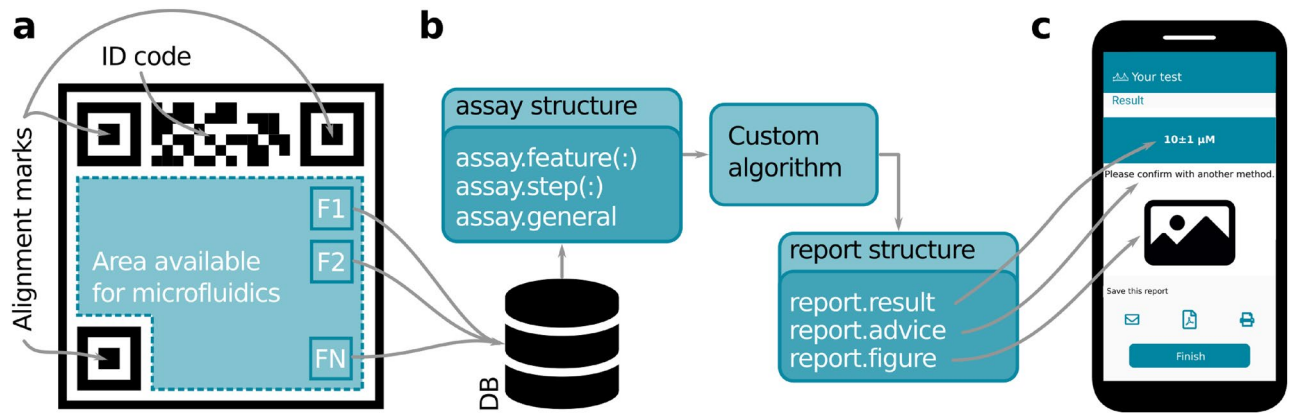 a
ID code
Alignment marks
F1
F2
FN
Area available
for microfluidics
b
assay structure
assay.feature(:)
assay.step(:)
assay.general
DB
Custom
algorithm
report structure
report.result
report.advice
report.figure
c
Your test
Result
10±1 µM
Please confirm with another method.
Save this report
Finish